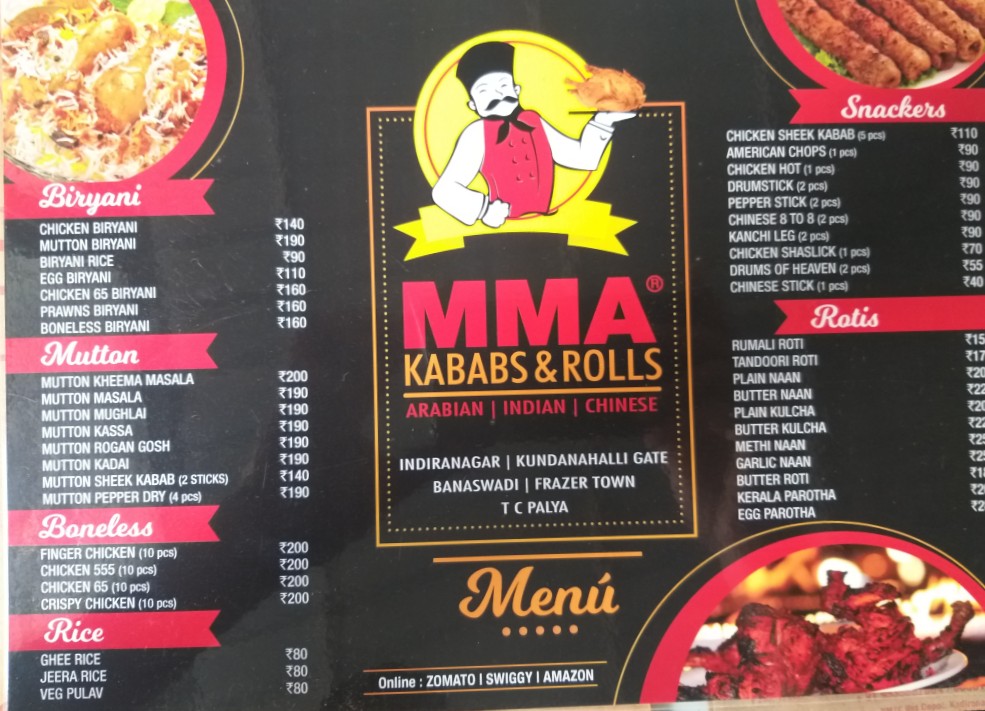 Biryani
CHICKEN BIRYANI ₹140
MUTTON BIRYANI ₹190
BIRYANI RICE ₹90
EGG BIRYANI ₹110
CHICKEN 65 BIRYANI ₹160
PRAWNS BIRYANI ₹160
BONELESS BIRYANI ₹160
Mutton
MUTTON KHEEMA MASALA ₹200
MUTTON MASALA ₹190
MUTTON MUGHLAI ₹190
MUTTON KASSA ₹190
MUTTON ROGAN GOSH ₹190
MUTTON KADAI ₹190
MUTTON SHEEK KABAB (2 STICKS) ₹140
MUTTON PEPPER DRY (4 pcs) ₹190
Boneless
FINGER CHICKEN (10 pcs) ₹200
CHICKEN 555 (10 pcs) ₹200
CHICKEN 65 (10 pcs) ₹200
CRISPY CHICKEN (10 pcs) ₹200
Rice
GHEE RICE ₹80
JEERA RICE ₹80
VEG PULAV ₹80
MMA®
KABABS & ROLLS
ARABIAN | INDIAN | CHINESE
INDIRANAGAR | KUNDANAHALLI GATE
BANASWADI | FRAZER TOWN
T C PALYA
Menú
Online : ZOMATO I SWIGGY I AMAZON
Snackers
CHICKEN SHEEK KABAB (5 pcs) ₹110
AMERICAN CHOPS (1 pcs) ₹90
CHICKEN HOT (1 pcs) ₹90
DRUMSTICK (2 pcs) ₹90
PEPPER STICK (2 pcs) ₹90
CHINESE 8 TO 8 (2 pcs) ₹90
KANCHI LEG (2 pcs) ₹90
CHICKEN SHASLICK (1 pcs) ₹70
DRUMS OF HEAVEN (2 pcs) ₹55
CHINESE STICK (1 pcs) ₹40
Rotis
RUMALI ROTI ₹15
TANDOORI ROTI ₹17
PLAIN NAAN ₹20
BUTTER NAAN ₹22
PLAIN KULCHA ₹20
BUTTER KULCHA ₹22
METHI NAAN ₹25
GARLIC NAAN ₹25
BUTTER ROTI
KERALA PAROTHA
EGG PAROTHA